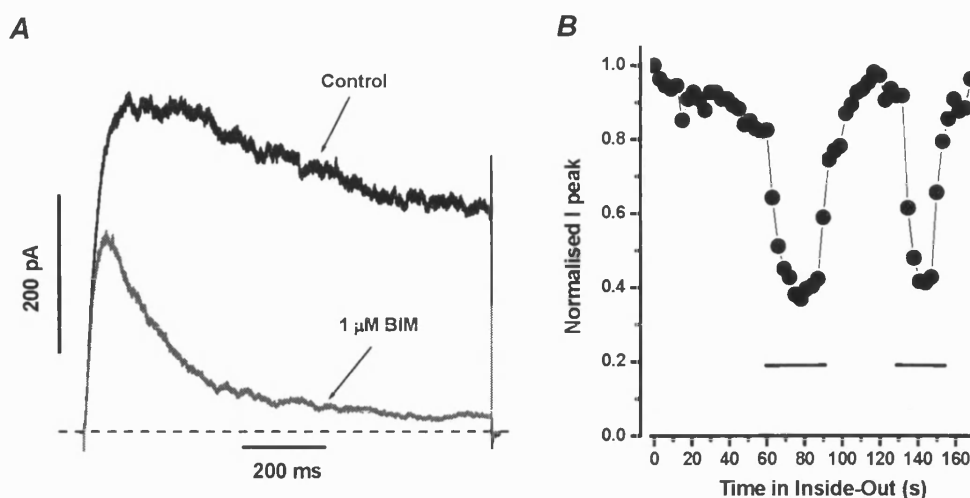 A
Control
200 pA
1 μM BIM
200 ms
B
Normalised I peak
1.0
0.8
0.6
0.4
0.2
0.0
0 20 40 60 80 100 120 140 160
Time in Inside-Out (s)